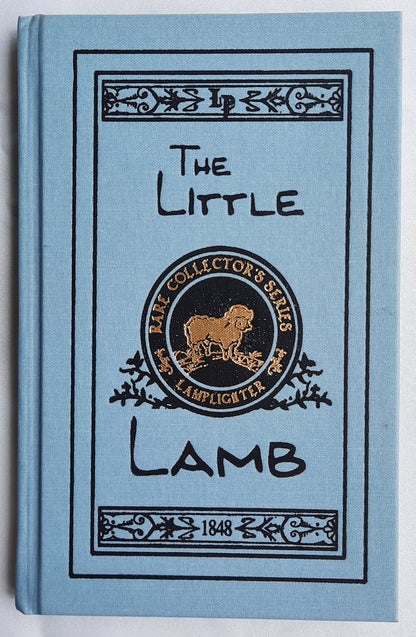 LP
THE
LITTLE
RARE COLLECTOR'S SERIES
LAMPLIGHTER
LAMB
1848